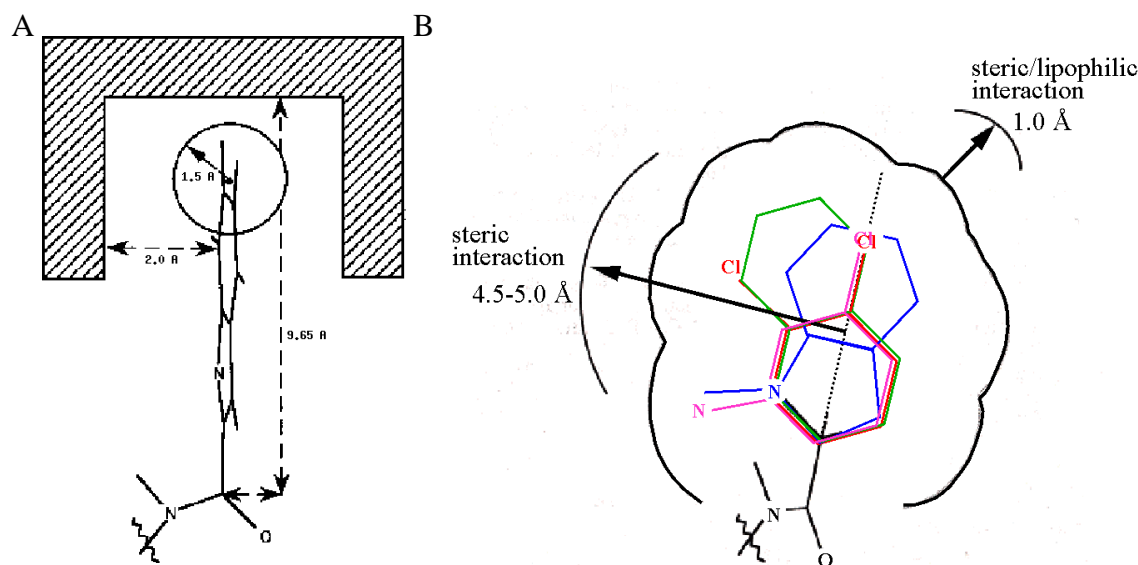 A
B
1.5 A
2.0 A
9.65 A
N
N
O
steric/lipophilic
interaction
1.0 Å
steric
interaction
4.5-5.0 Å
Cl
Cl
Cl
N
N
N
O